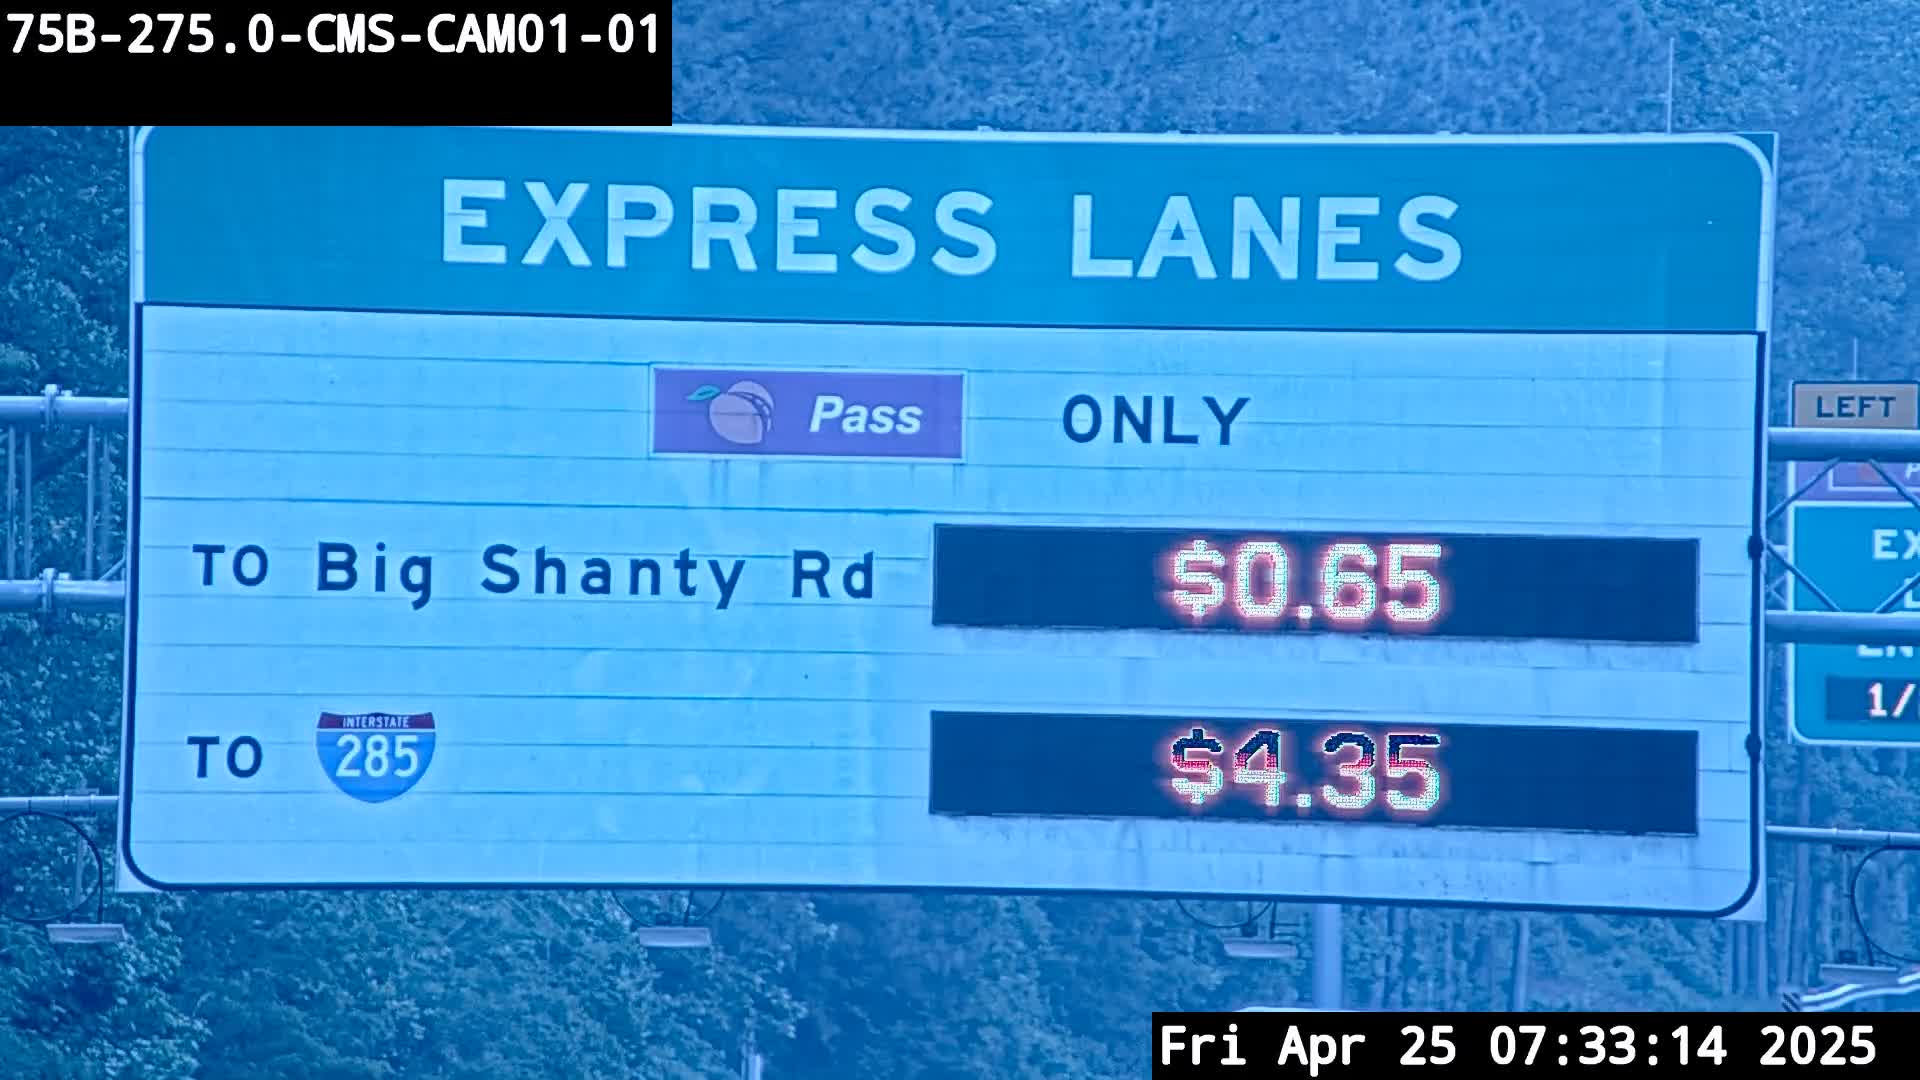 75B-275.0-CMS-CAM01-01
EXPRESS LANES
Pass ONLY
LEFT
TO Big Shanty Rd $0.65
TO INTERSTATE 285 $4.35
1/
Fri Apr 25 07:33:14 2025